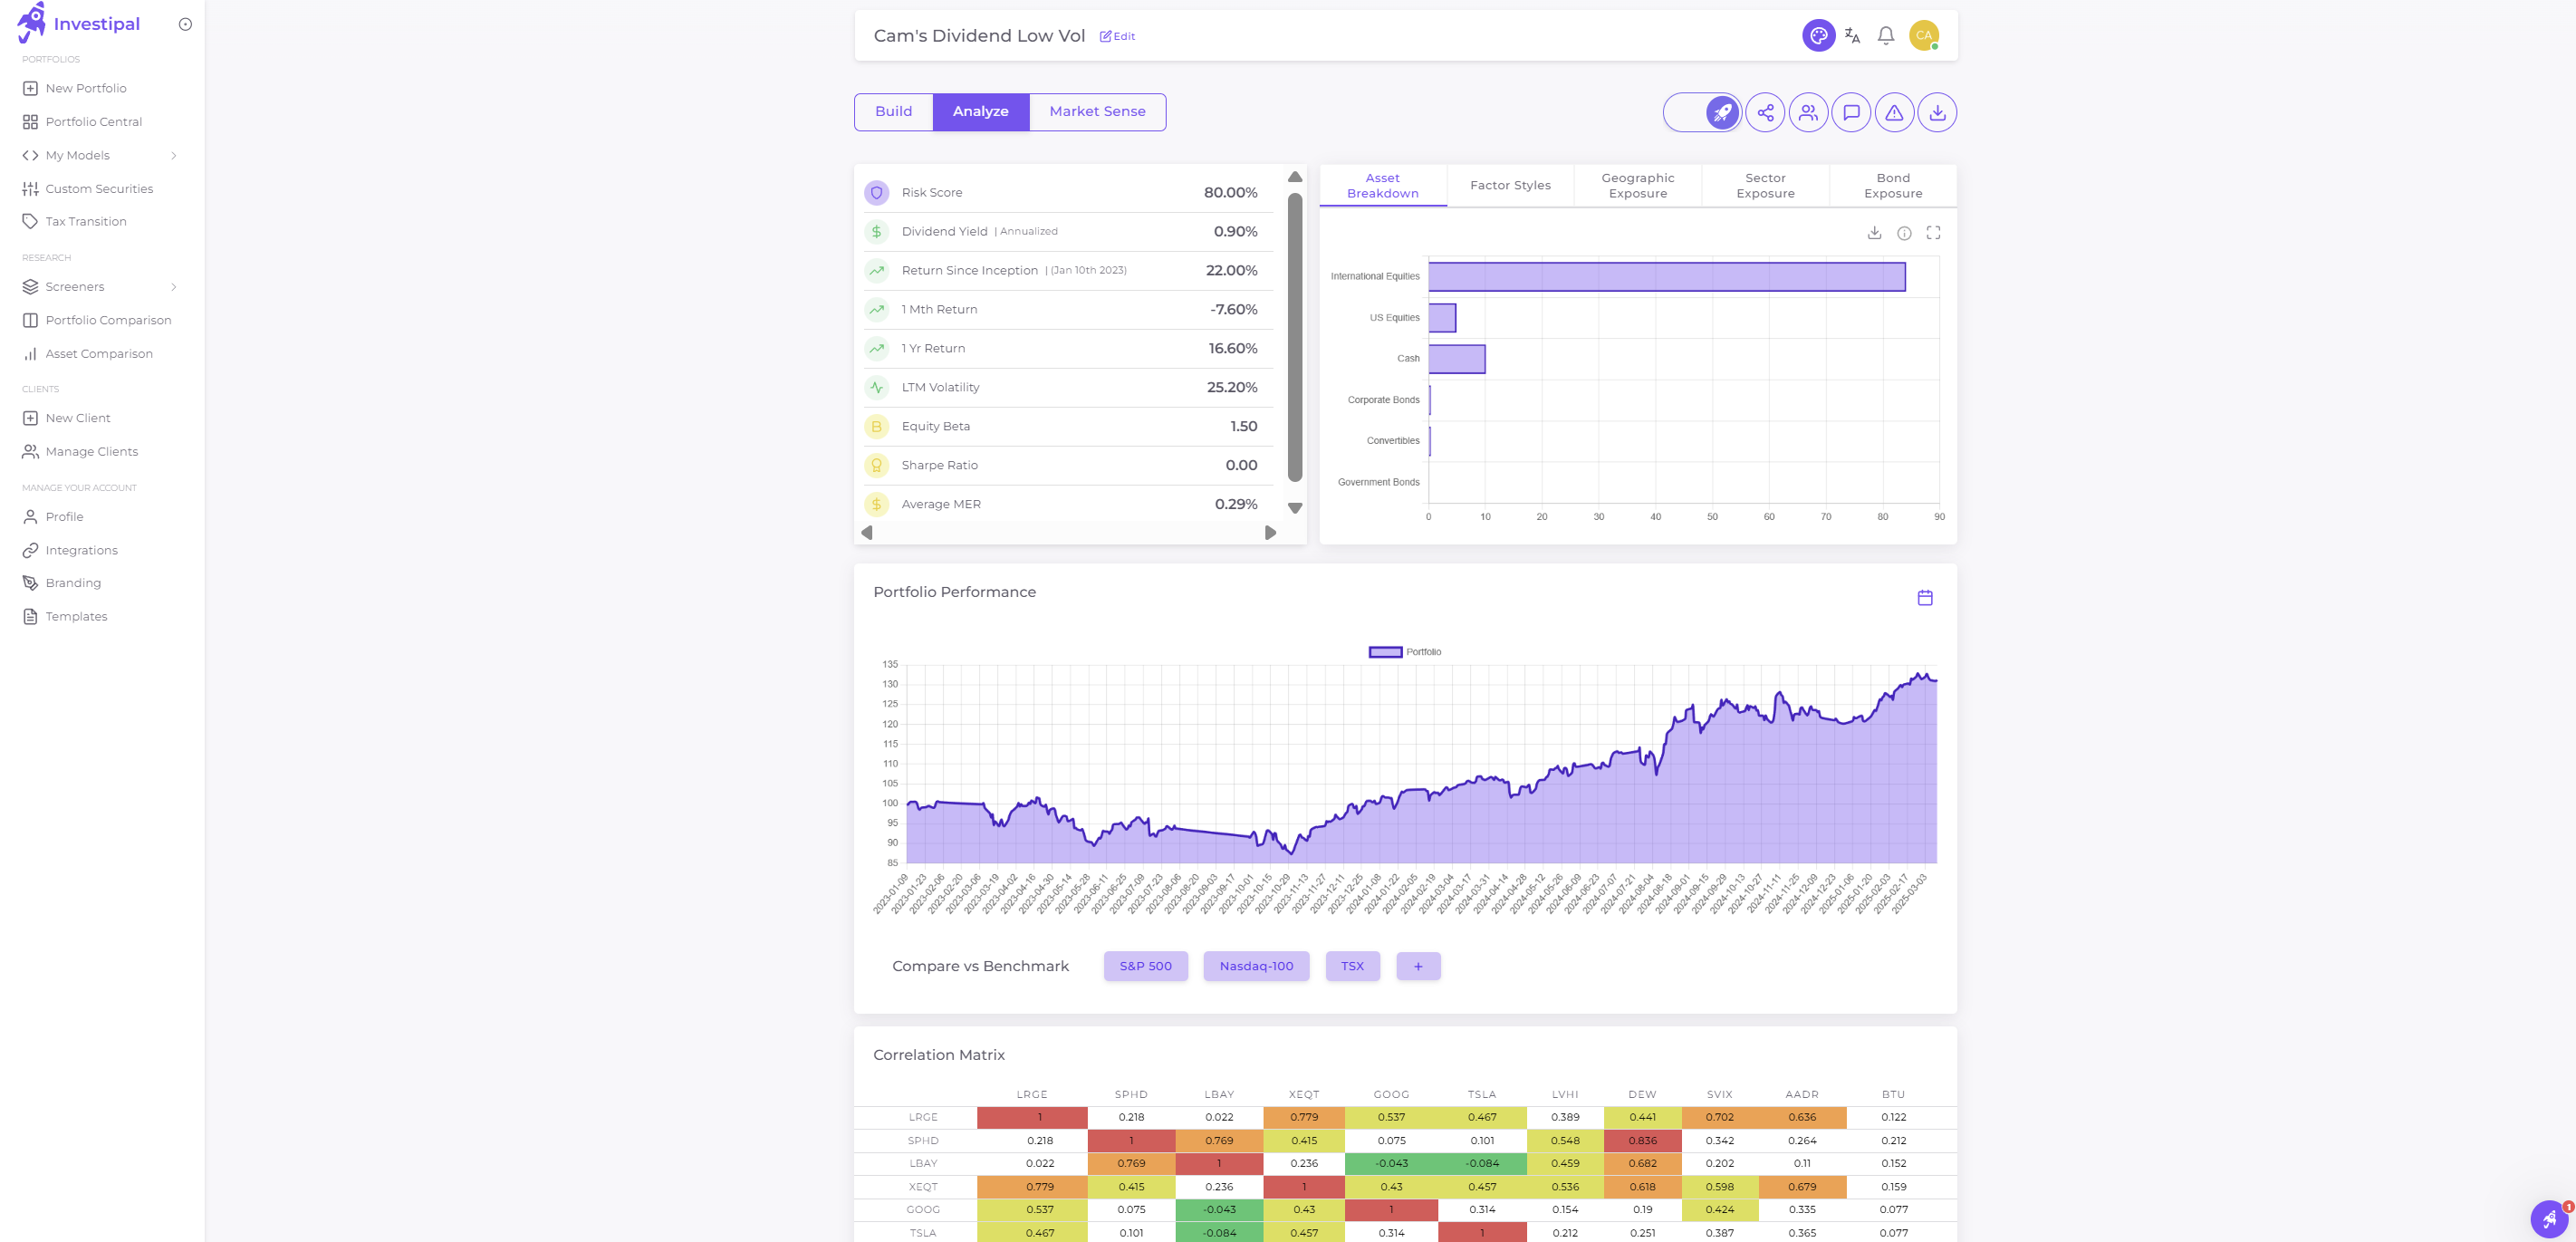 Investipal
PORTFOLIOS
New Portfolio
Portfolio Central
My Models
Custom Securities
Tax Transition
RESEARCH
Screeners
Portfolio Comparison
Asset Comparison
CLIENTS
New Client
Manage Clients
MANAGE YOUR ACCOUNT
Profile
Integrations
Branding
Templates
Cam's Dividend Low Vol
Edit
CA
Build
Analyze
Market Sense
Risk Score 80.00%
Dividend Yield | Annualized 0.90%
Return Since Inception | (Jan 10th 2023) 22.00%
1 Mth Return -7.60%
1 Yr Return 16.60%
LTM Volatility 25.20%
Equity Beta 1.50
Sharpe Ratio 0.00
Average MER 0.29%
Asset Breakdown
Factor Styles
Geographic Exposure
Sector Exposure
Bond Exposure
International Equities
US Equities
Cash
Corporate Bonds
Convertibles
Government Bonds
0 10 20 30 40 50 60 70 80 90
Portfolio Performance
Portfolio
135
130
125
120
115
110
105
100
95
90
85
2023-01-09 2023-01-23 2023-02-06 2023-02-20 2023-03-06 2023-03-19 2023-04-02 2023-04-16 2023-04-30 2023-05-14 2023-05-28 2023-06-11 2023-06-25 2023-07-09 2023-07-23 2023-08-06 2023-08-20 2023-09-03 2023-09-17 2023-10-01 2023-10-15 2023-10-29 2023-11-13 2023-11-27 2023-12-11 2023-12-25 2024-01-08 2024-01-22 2024-02-05 2024-02-19 2024-03-04 2024-03-17 2024-03-31 2024-04-14 2024-04-28 2024-05-12 2024-05-26 2024-06-09 2024-06-23 2024-07-07 2024-07-21 2024-08-04 2024-08-18 2024-09-01 2024-09-15 2024-09-29 2024-10-13 2024-10-27 2024-11-11 2024-11-25 2024-12-09 2024-12-23 2025-01-06 2025-01-20 2025-02-03 2025-02-17 2025-03-03
Compare vs Benchmark
S&P 500
Nasdaq-100
TSX
+
Correlation Matrix
LRGE SPHD LBAY XEQT GOOG TSLA LVHI DEW SVIX AADR BTU
LRGE 1 0.218 0.022 0.779 0.537 0.467 0.389 0.441 0.702 0.636 0.122
SPHD 0.218 1 0.769 0.415 0.075 0.101 0.548 0.836 0.342 0.264 0.212
LBAY 0.022 0.769 1 0.236 -0.043 -0.084 0.459 0.682 0.202 0.11 0.152
XEQT 0.779 0.415 0.236 1 0.43 0.457 0.536 0.618 0.598 0.679 0.159
GOOG 0.537 0.075 -0.043 0.43 1 0.314 0.154 0.19 0.424 0.335 0.077
TSLA 0.467 0.101 -0.084 0.457 0.314 1 0.212 0.251 0.387 0.365 0.077
1